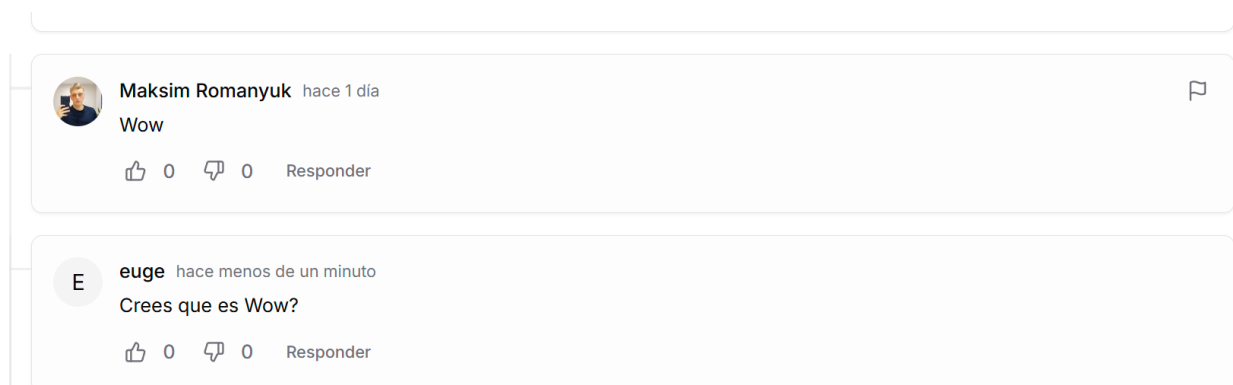 Maksim Romanyuk hace 1 día
Wow
0 0 Responder
E
euge hace menos de un minuto
Crees que es Wow?
0 0 Responder